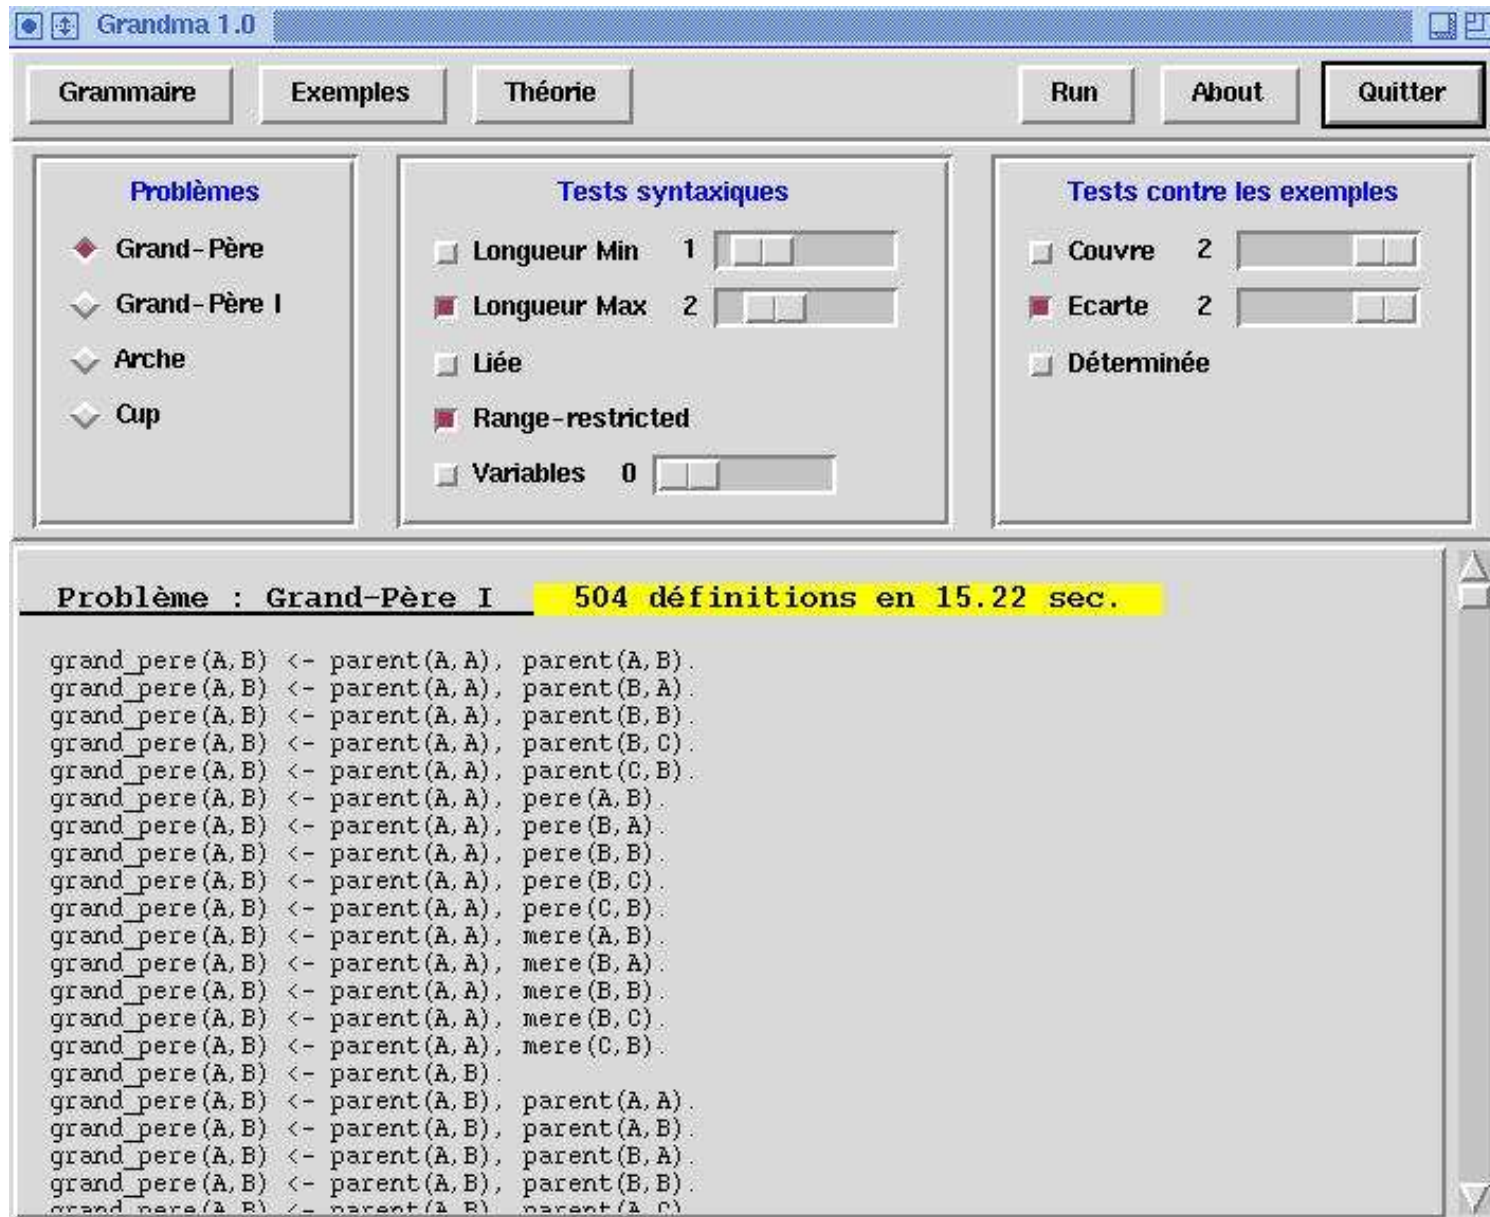 Grandma 1.0
Grammaire Exemples Théorie Run About Quitter
Problèmes
Grand-Père
Grand-Père I
Arche
Cup
Tests syntaxiques
Longueur Min 1
Longueur Max 2
Liée
Range-restricted
Variables 0
Tests contre les exemples
Couvre 2
Ecarte 2
Déterminée
Problème : Grand-Père I 504 définitions en 15.22 sec.
grand_pere(A,B) <- parent(A,A), parent(A,B).
grand_pere(A,B) <- parent(A,A), parent(B,A).
grand_pere(A,B) <- parent(A,A), parent(B,B).
grand_pere(A,B) <- parent(A,A), parent(B,C).
grand_pere(A,B) <- parent(A,A), parent(C,B).
grand_pere(A,B) <- parent(A,A), pere(A,B).
grand_pere(A,B) <- parent(A,A), pere(B,A).
grand_pere(A,B) <- parent(A,A), pere(B,B).
grand_pere(A,B) <- parent(A,A), pere(B,C).
grand_pere(A,B) <- parent(A,A), pere(C,B).
grand_pere(A,B) <- parent(A,A), mere(A,B).
grand_pere(A,B) <- parent(A,A), mere(B,A).
grand_pere(A,B) <- parent(A,A), mere(B,B).
grand_pere(A,B) <- parent(A,A), mere(B,C).
grand_pere(A,B) <- parent(A,A), mere(C,B).
grand_pere(A,B) <- parent(A,B).
grand_pere(A,B) <- parent(A,B), parent(A,A).
grand_pere(A,B) <- parent(A,B), parent(A,B).
grand_pere(A,B) <- parent(A,B), parent(B,A).
grand_pere(A,B) <- parent(A,B), parent(B,B).
grand_pere(A,B) <- parent(A,B), parent(A,C)